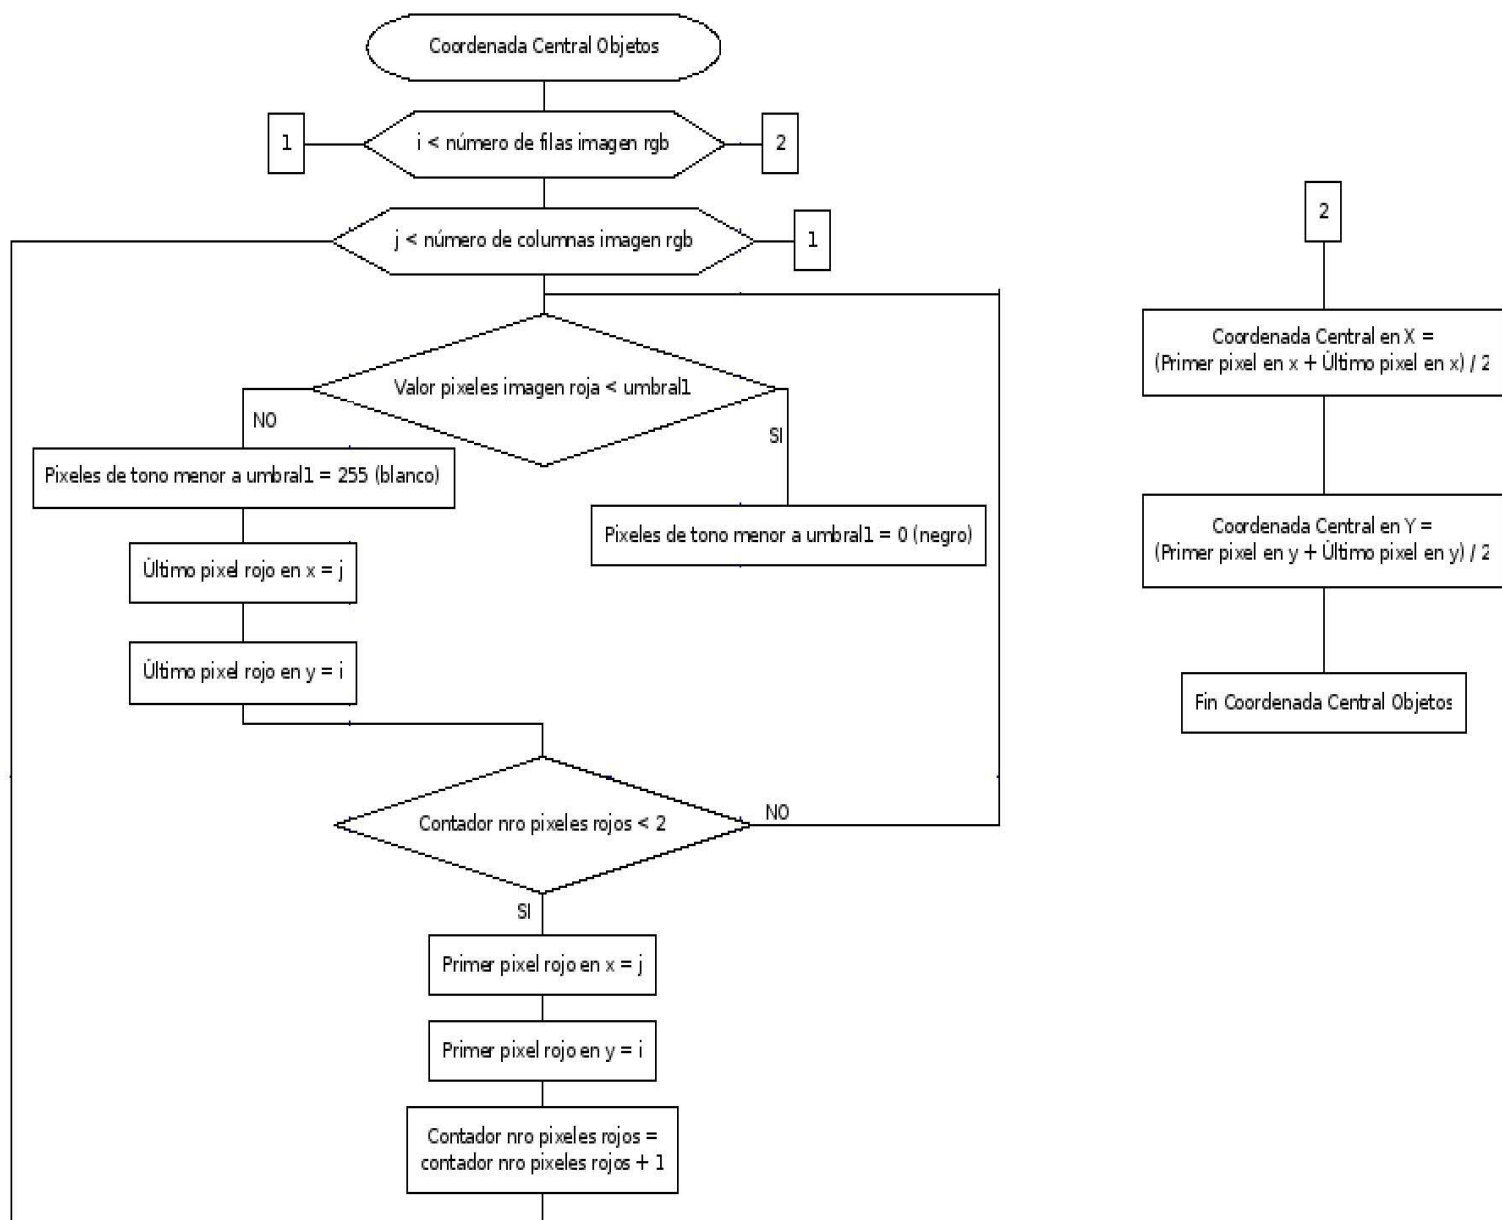 Coordenada Central Objetos
1
i < número de filas imagen rgb
2
j < número de columnas imagen rgb
1
Valor pixeles imagen roja < umbral1
NO
SI
Pixeles de tono menor a umbral1 = 255 (blanco)
Pixeles de tono menor a umbral1 = 0 (negro)
Último pixel rojo en x = j
Último pixel rojo en y = i
Contador nro pixeles rojos < 2
NO
SI
Primer pixel rojo en x = j
Primer pixel rojo en y = i
Contador nro pixeles rojos =
contador nro pixeles rojos + 1
2
Coordenada Central en X =
(Primer pixel en x + Último pixel en x) / 2
Coordenada Central en Y =
(Primer pixel en y + Último pixel en y) / 2
Fin Coordenada Central Objetos